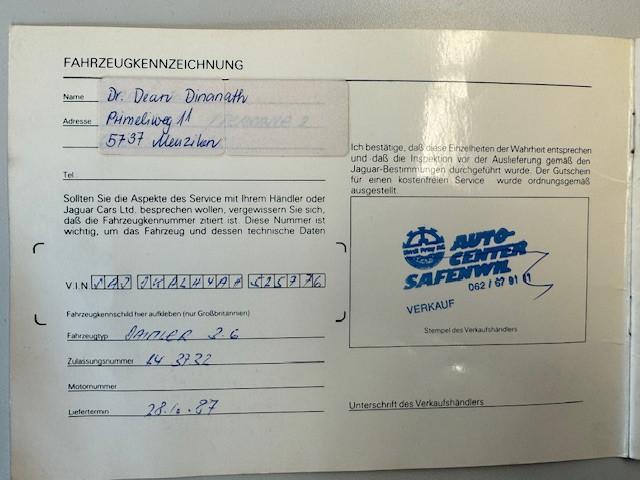 FAHRZEUGKENNZEICHNUNG
Name Dr. Dean Dinanath
Adresse Primeliweg 11
5737 Menziken
Tel
Sollten Sie die Aspekte des Service mit Ihrem Händler oder
Jaguar Cars Ltd. besprechen wollen, vergewissern Sie sich,
daß die Fahrzeugkennummer zitiert ist. Diese Nummer ist
wichtig, um das Fahrzeug und dessen technische Daten
V.I.N
Fahrzeugkennschild hier aufkleben (nur Großbritannien)
Fahrzeugtyp DAIMLER 3.6
Zulassungsnummer 3732
Motornummer
Liefertermin 87
Ich bestätige, daß diese Einzelheiten der Wahrheit entsprechen
und daß die Inspektion vor der Auslieferung gemäß den
Jaguar-Bestimmungen durchgeführt wurde. Der Gutschein
für einen kostenfreien Service wurde ordnungsgemäß
ausgestellt.
AUTO-
CENTER
SAFENWIL
062 / 67 91 91
VERKAUF
Stempel des Verkaufshändlers
Unterschrift des Verkaufshändlers